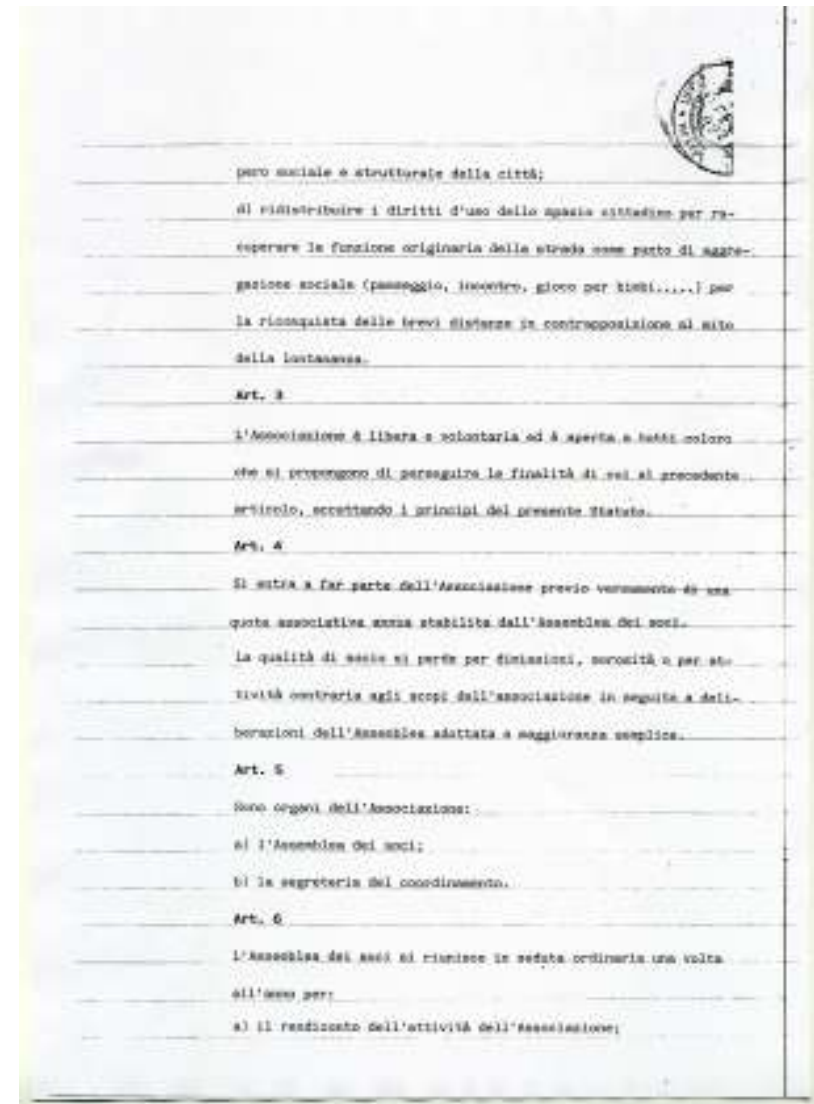 pero sociale e strutturale della città;
d) ridistribuire i diritti d'uso dello spazio cittadino per re-
cuperare la funzione originaria della strada come punto di aggre-
gazione sociale (passeggio, incontro, gioco per bimbi.....) per
la riconquista delle brevi distanze in contrapposizione al mito
della lontananza.
Art. 3
L'Associazione è libera e volontaria ed è aperta a tutti coloro
che si propongono di perseguire le finalità di cui al precedente
articolo, accettando i principi del presente Statuto.
Art. 4
Si entra a far parte dell'Associazione previo versamento di una
quota associativa annua stabilita dall'Assemblea dei soci.
La qualità di socio si perde per dimissioni, morosità o per at-
tività contraria agli scopi dell'associazione in seguito a deli-
berazioni dell'Assemblea adottata a maggioranza semplice.
Art. 5
Sono organi dell'Associazione:
a) l'Assemblea dei soci;
b) la segreteria del coordinamento.
Art. 6
L'Assemblea dei soci si riunisce in seduta ordinaria una volta
all'anno per:
a) il rendiconto dell'attività dell'Associazione;